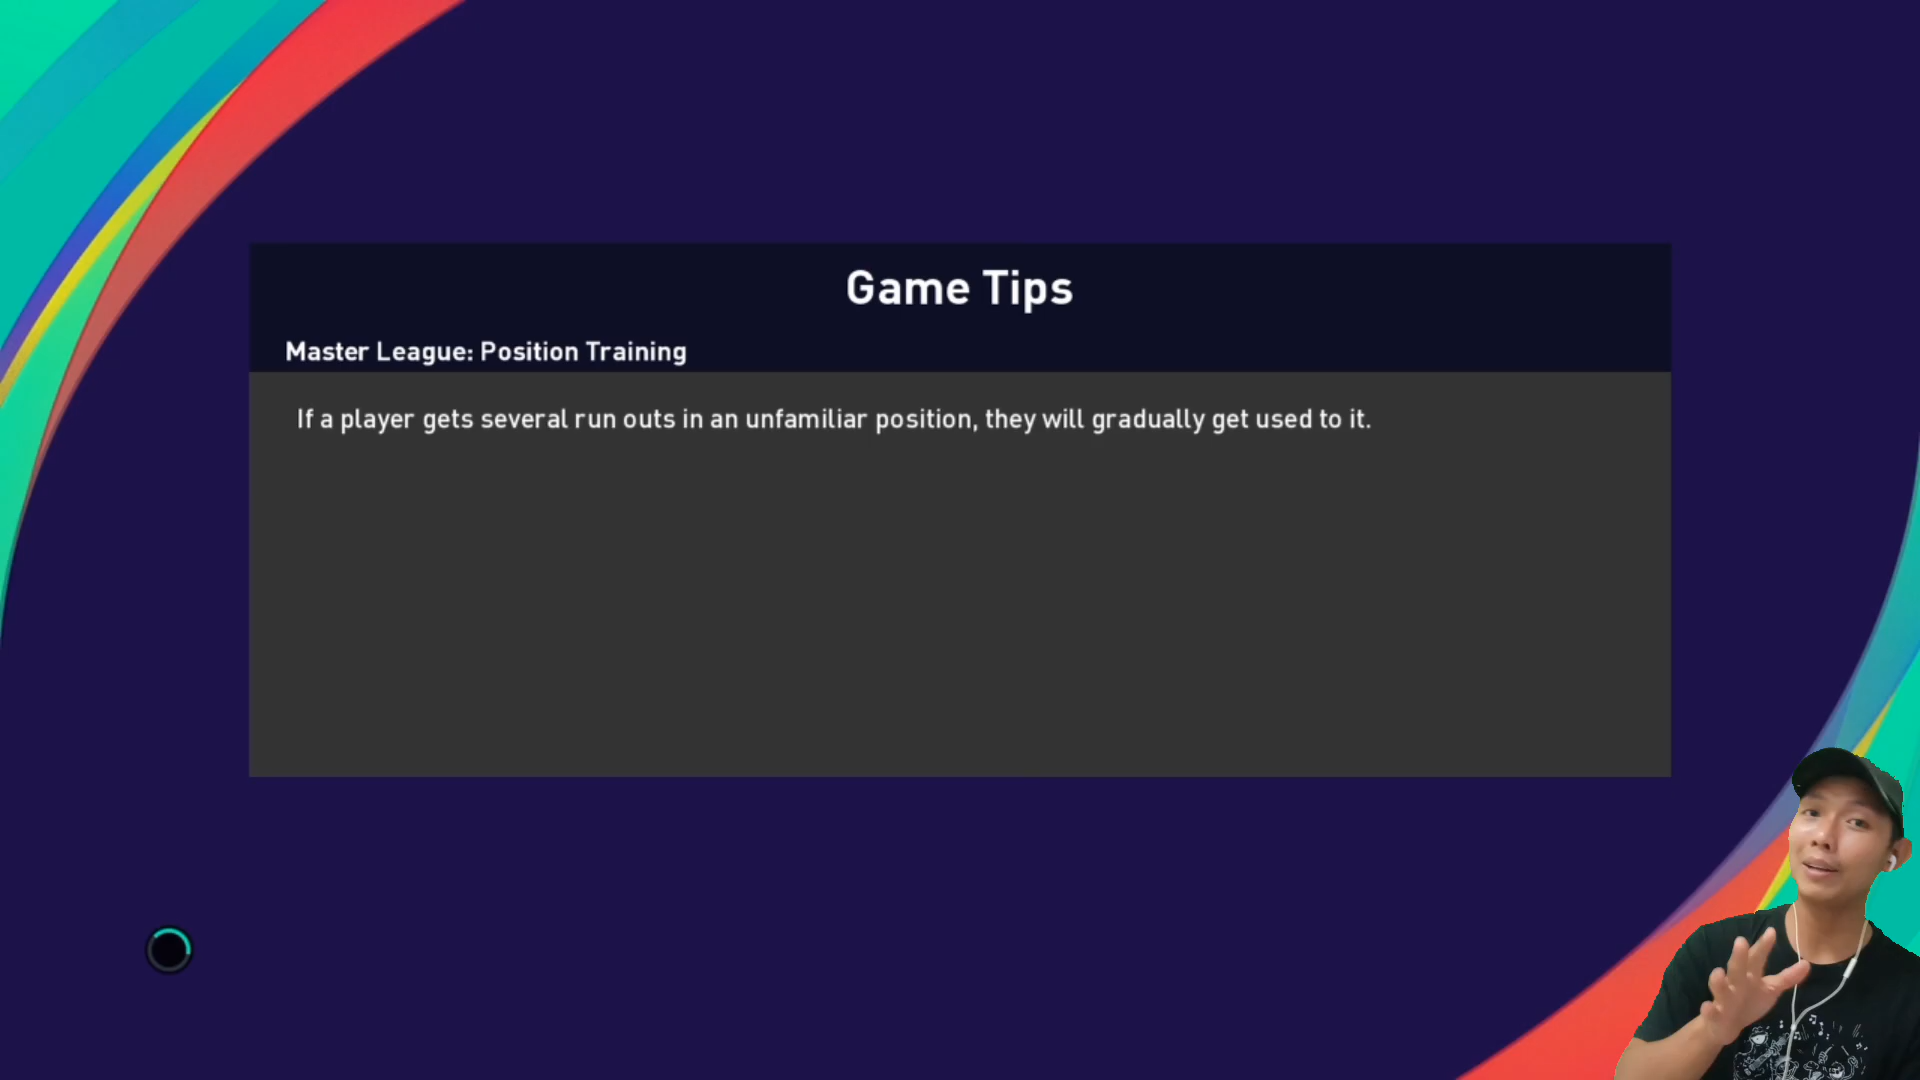 Game Tips
Master League: Position Training
If a player gets several run outs in an unfamiliar position, they will gradually get used to it.